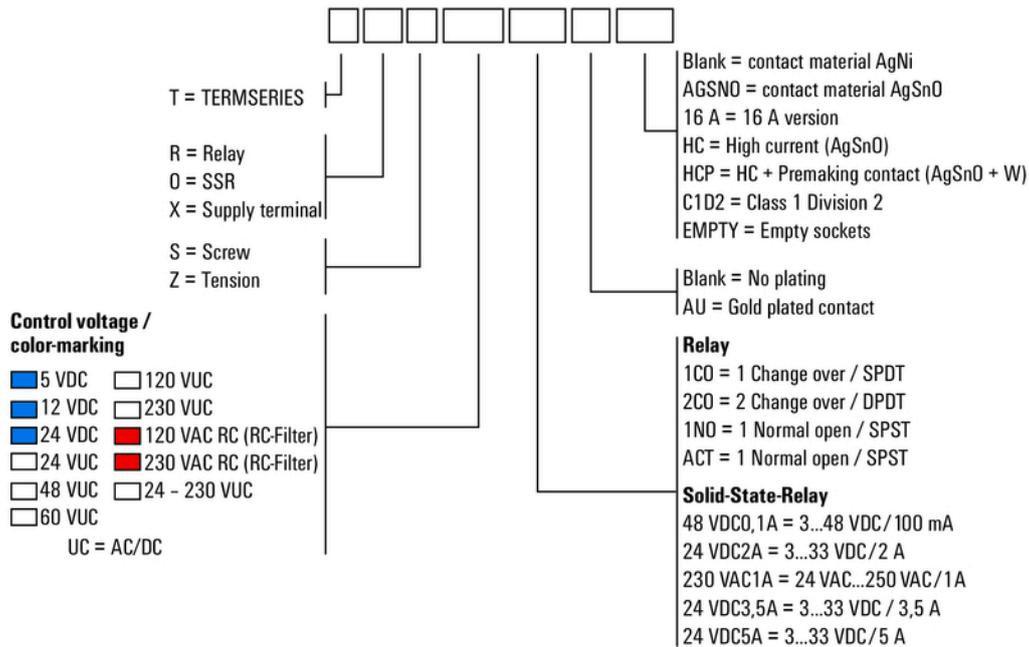 T = TERMSERIES
R = Relay
O = SSR
X = Supply terminal
S = Screw
Z = Tension
Control voltage /
color-marking
5 VDC
12 VDC
24 VDC
24 VUC
48 VUC
60 VUC
120 VUC
230 VUC
120 VAC RC (RC-Filter)
230 VAC RC (RC-Filter)
24 – 230 VUC
UC = AC/DC
Blank = contact material AgNi
AGSNO = contact material AgSnO
16 A = 16 A version
HC = High current (AgSnO)
HCP = HC + Premaking contact (AgSnO + W)
C1D2 = Class 1 Division 2
EMPTY = Empty sockets
Blank = No plating
AU = Gold plated contact
Relay
1CO = 1 Change over / SPDT
2CO = 2 Change over / DPDT
1NO = 1 Normal open / SPST
ACT = 1 Normal open / SPST
Solid-State-Relay
48 VDC0,1A = 3...48 VDC/100 mA
24 VDC2A = 3...33 VDC/2 A
230 VAC1A = 24 VAC...250 VAC/1A
24 VDC3,5A = 3...33 VDC / 3,5 A
24 VDC5A = 3...33 VDC/5 A